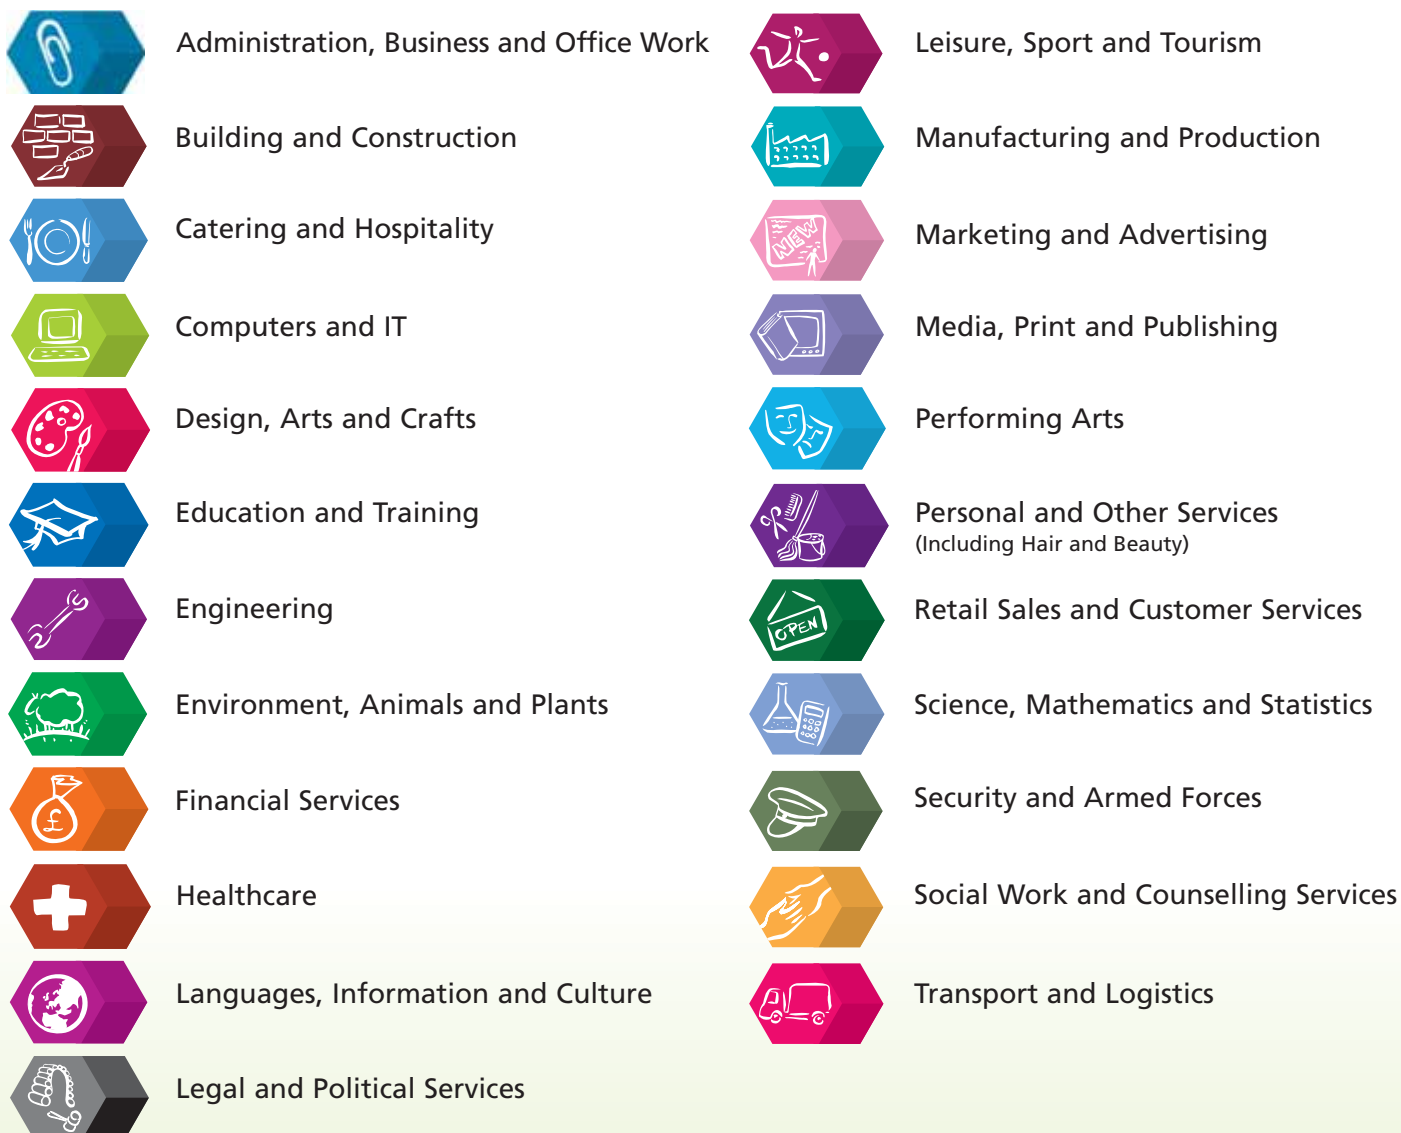 Administration, Business and Office Work
Building and Construction
Catering and Hospitality
Computers and IT
Design, Arts and Crafts
Education and Training
Engineering
Environment, Animals and Plants
£
Financial Services
Healthcare
Languages, Information and Culture
Legal and Political Services
Leisure, Sport and Tourism
Manufacturing and Production
NEW
Marketing and Advertising
Media, Print and Publishing
Performing Arts
Personal and Other Services
(Including Hair and Beauty)
OPEN
Retail Sales and Customer Services
Science, Mathematics and Statistics
Security and Armed Forces
Social Work and Counselling Services
Transport and Logistics